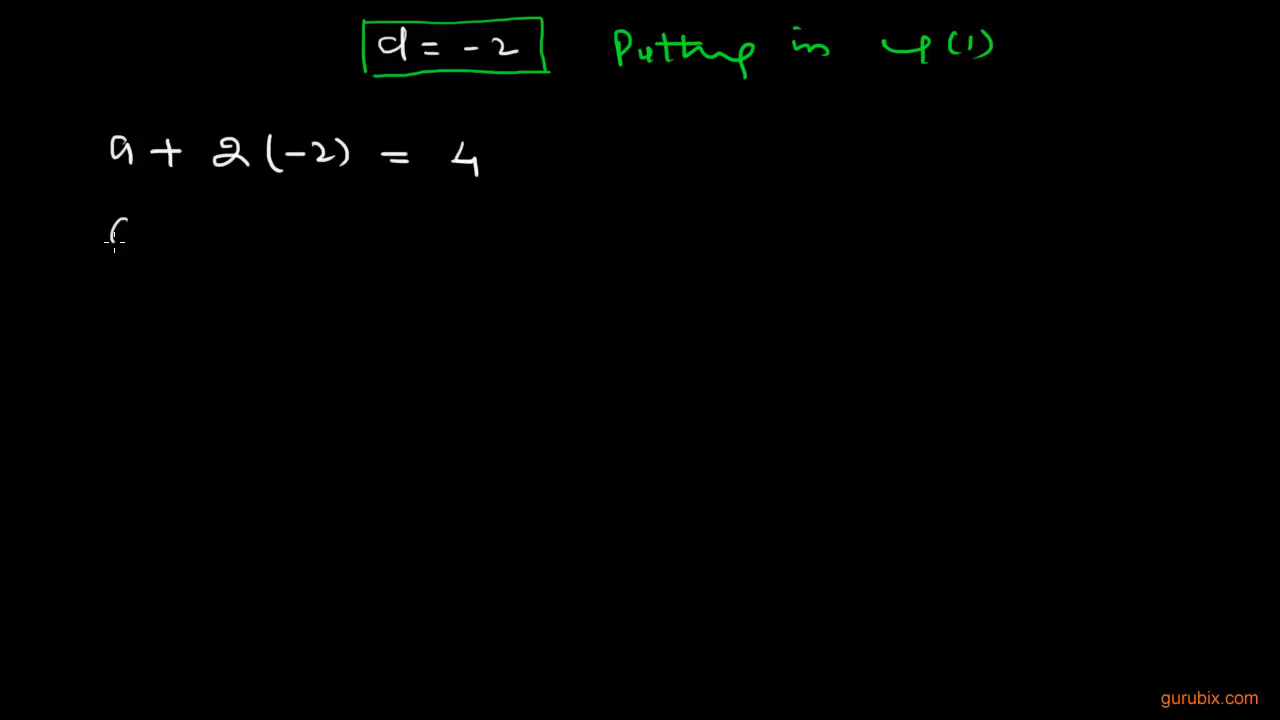 d = -2 Putting in eq (1)
a + 2 (-2) = 4
gurubix.com